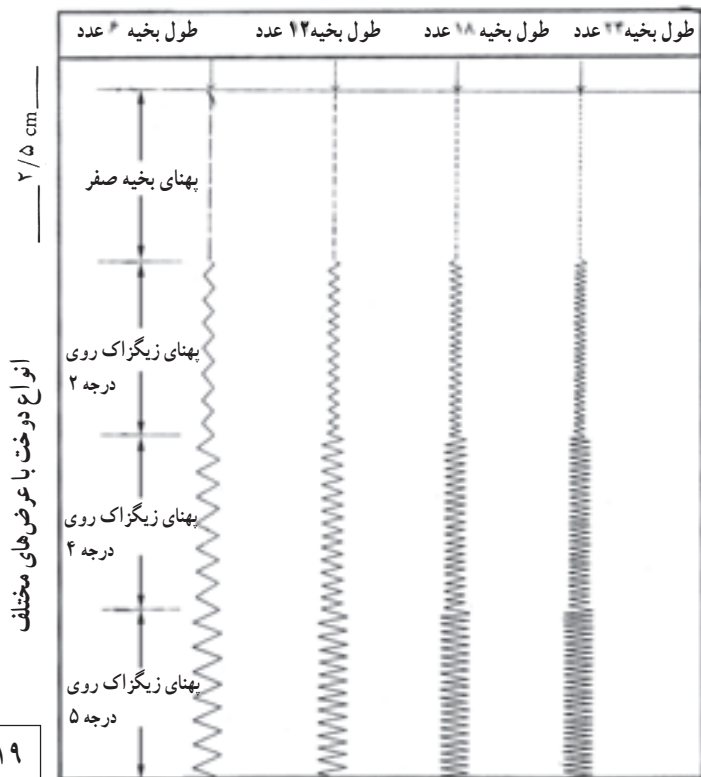 طول بخیه ۶ عدد
طول بخیه ۱۲ عدد
طول بخیه ۱۸ عدد
طول بخیه ۲۴ عدد
۲/۵ cm
پهنای بخیه صفر
پهنای زیگزاک روی
درجه ۲
پهنای زیگزاک روی
درجه ۴
پهنای زیگزاک روی
درجه ۵
انواع دوخت با عرض‌های مختلف
۱۹